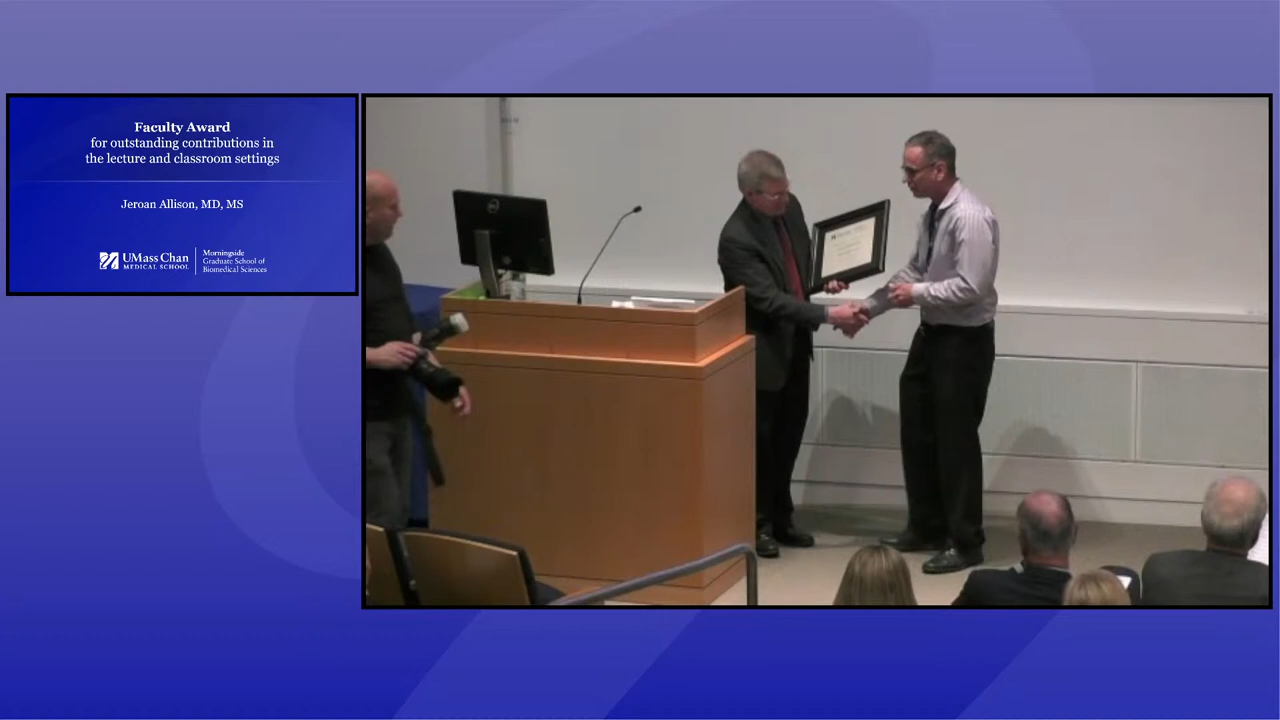 Faculty Award
for outstanding contributions in
the lecture and classroom settings
Jeroan Allison, MD, MS
UMass Chan
MEDICAL SCHOOL
Morningside
Graduate School of
Biomedical Sciences